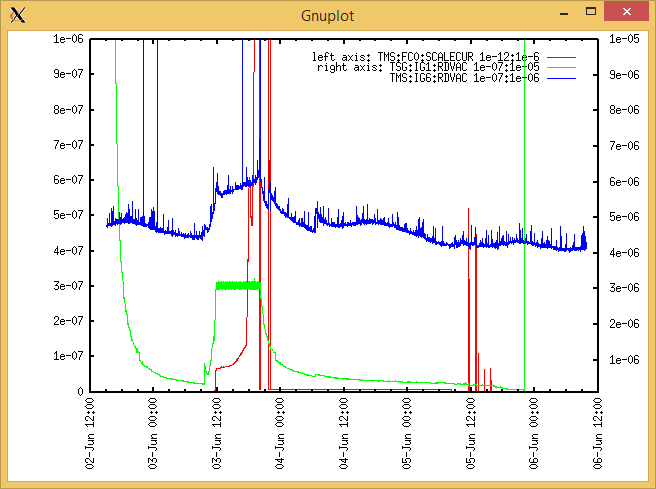 Gnuplot
left axis: TMS:FC0:SCALECUR 1e-12:1e-6
right axis: TSG:IG1:RDVAC 1e-07:1e-05
TMS:IG6:RDVAC 1e-07:1e-06
1e-06 1e-05
9e-07 9e-06
8e-07 8e-06
7e-07 7e-06
6e-07 6e-06
5e-07 5e-06
4e-07 4e-06
3e-07 3e-06
2e-07 2e-06
1e-07 1e-06
0
02-Jun 12:00
03-Jun 00:00
03-Jun 12:00
04-Jun 00:00
04-Jun 12:00
05-Jun 00:00
05-Jun 12:00
06-Jun 00:00
06-Jun 12:00